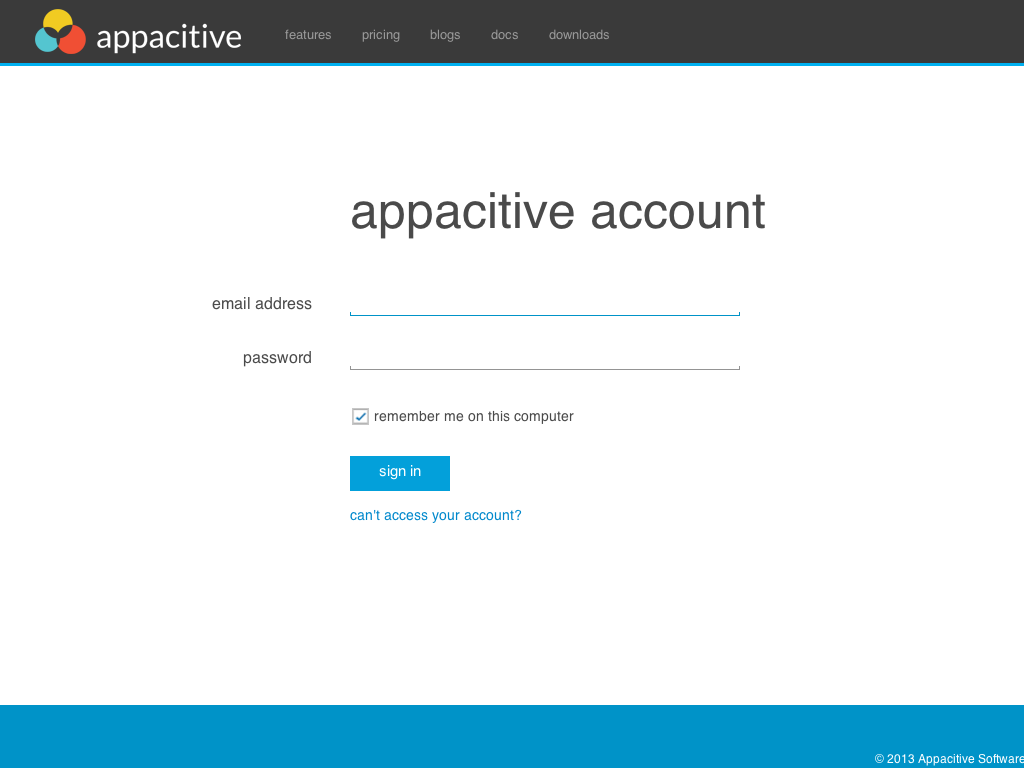 appacitive features pricing blogs docs downloads
appacitive account
email address
password
remember me on this computer
sign in
can't access your account?
© 2013 Appacitive Software